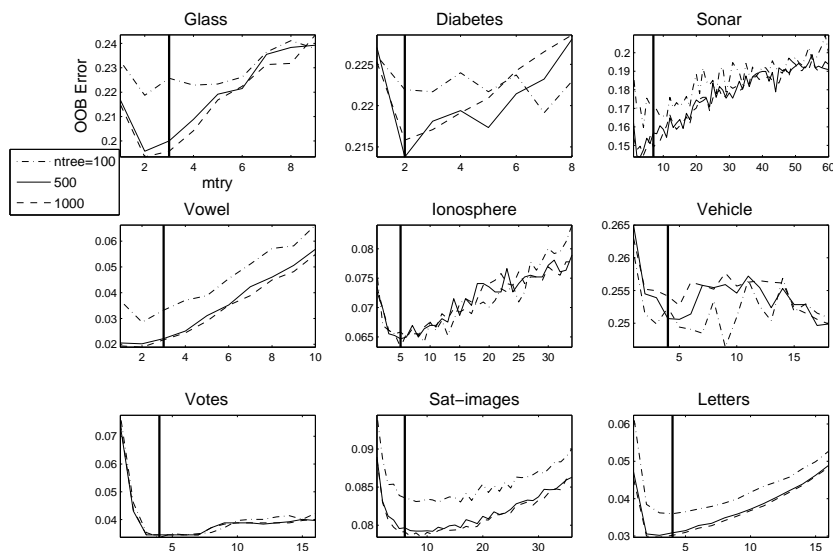 Glass
Diabetes
Sonar
OOB Error
0.24
0.23
0.22
0.21
0.2
2 4 6 8
mtry
0.225
0.22
0.215
2 4 6 8
0.2
0.19
0.18
0.17
0.16
0.15
10 20 30 40 50 60
ntree=100
500
1000
Vowel
Ionosphere
Vehicle
0.06
0.05
0.04
0.03
0.02
2 4 6 8 10
0.08
0.075
0.07
0.065
5 10 15 20 25 30
0.265
0.26
0.255
0.25
5 10 15
Votes
Sat−images
Letters
0.07
0.06
0.05
0.04
5 10 15
0.09
0.085
0.08
10 20 30
0.06
0.05
0.04
0.03
5 10 15